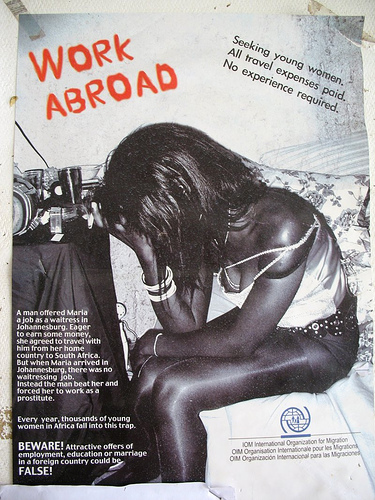 WORK
ABROAD
Seeking young women.
All travel expenses paid.
No experience required.
A man offered Maria
a job as a waitress in
Johannesburg. Eager
to earn some money,
she agreed to travel with
him from her home
country to South Africa.
But when Maria arrived in
Johannesburg, there was no
waitressing job.
Instead the man beat her and
forced her to work as a
prostitute.
Every year, thousands of young
women in Africa fall into this trap.
BEWARE! Attractive offers of
employment, education or marriage
in a foreign country could be
FALSE!
IOM International Organization for Migration
OIM Organisation Internationale pour les Migrations
OIM Organización Internacional para las Migraciones